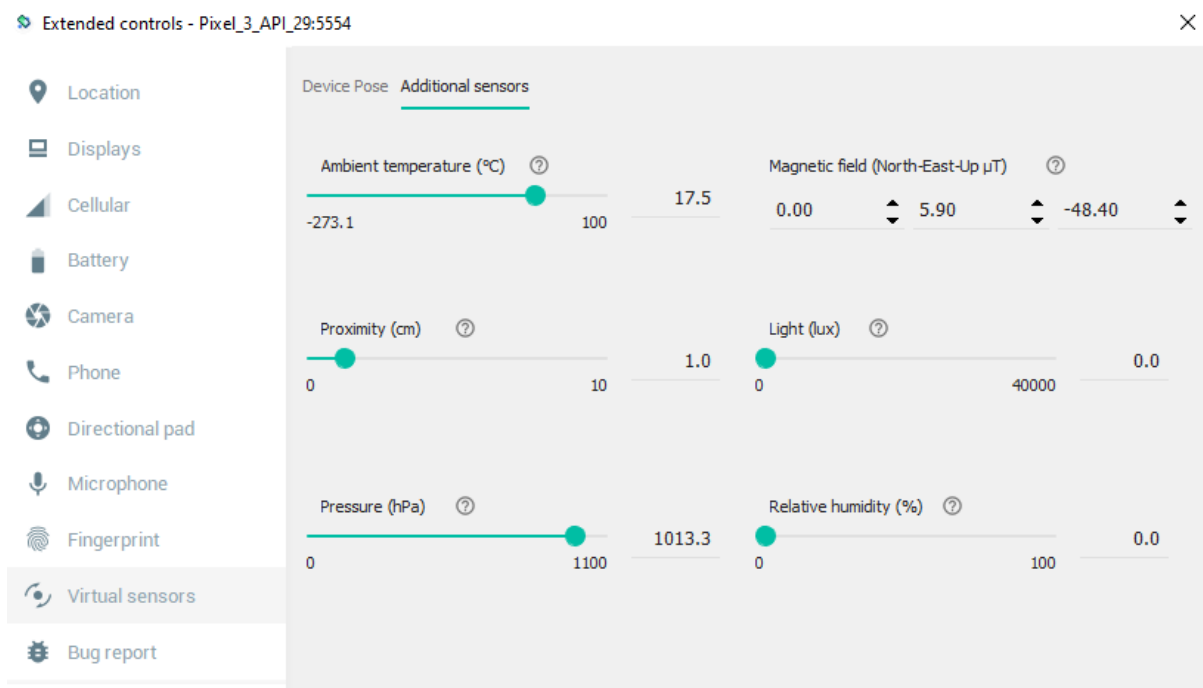 Extended controls - Pixel_3_API_29:5554
Location
Displays
Cellular
Battery
Camera
Phone
Directional pad
Microphone
Fingerprint
Virtual sensors
Bug report
Device Pose Additional sensors
Ambient temperature (°C) ?
-273.1 100
17.5
Magnetic field (North-East-Up µT) ?
0.00 5.90 -48.40
Proximity (cm) ?
0 10
1.0
Light (lux) ?
0 40000
0.0
Pressure (hPa) ?
0 1100
1013.3
Relative humidity (%) ?
0 100
0.0